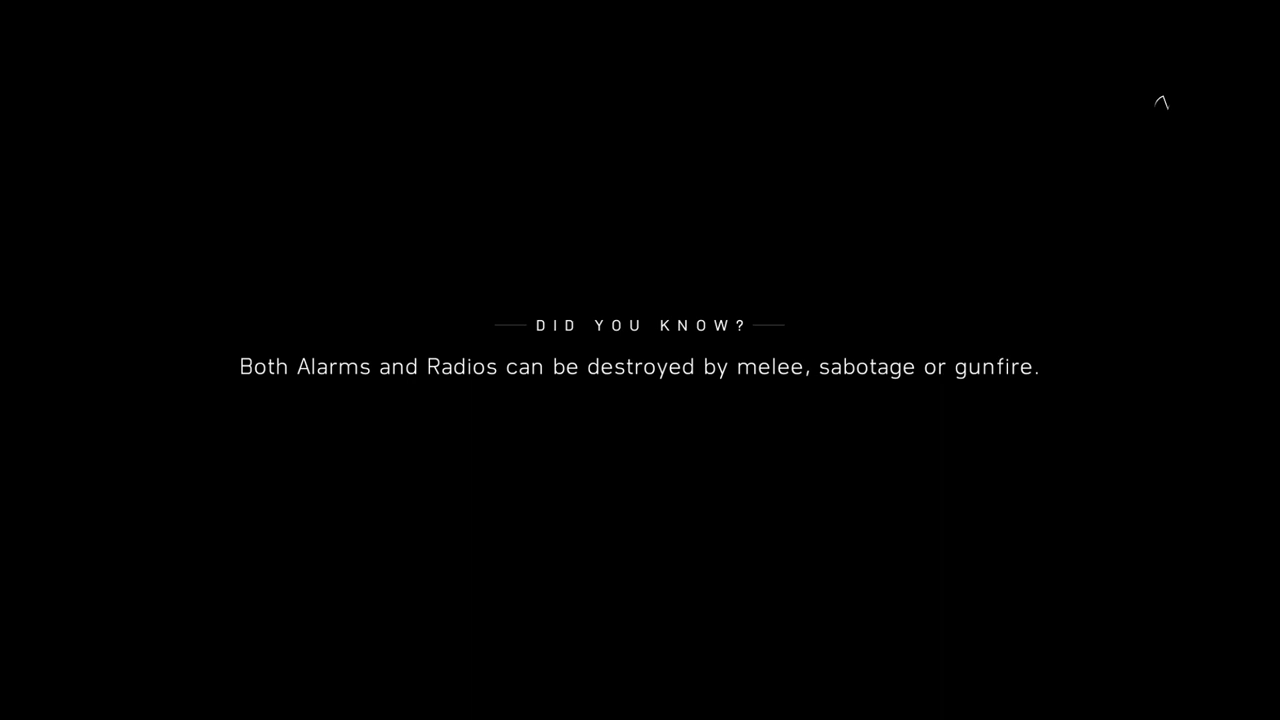 DID YOU KNOW?
Both Alarms and Radios can be destroyed by melee, sabotage or gunfire.